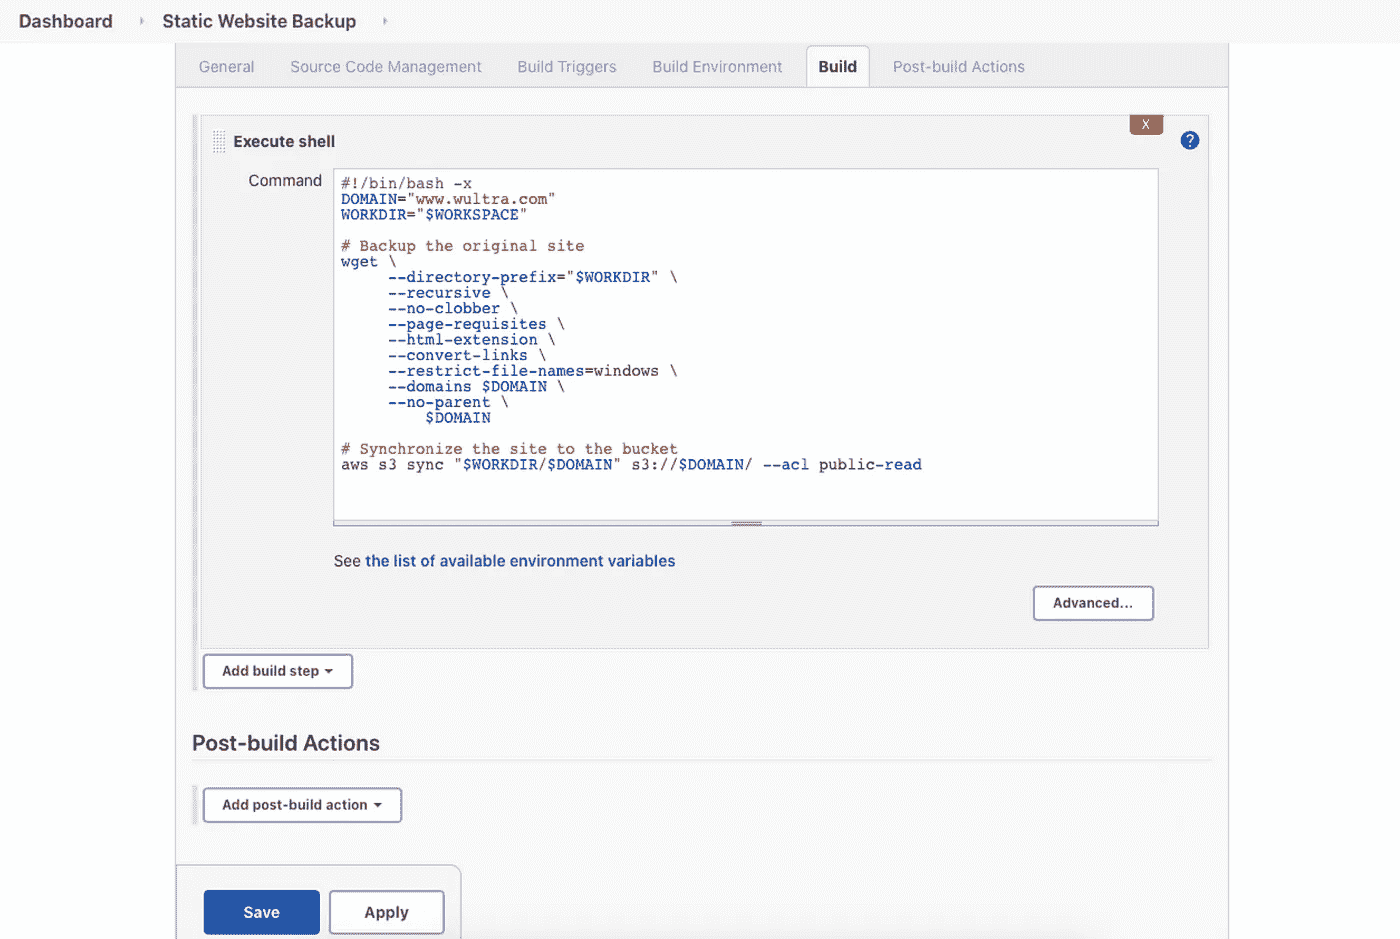 Dashboard Static Website Backup
General Source Code Management Build Triggers Build Environment Build Post-build Actions
X
Execute shell ?
Command
#!/bin/bash -x
DOMAIN="www.wultra.com"
WORKDIR="$WORKSPACE"
# Backup the original site
wget \
--directory-prefix="$WORKDIR" \
--recursive \
--no-clobber \
--page-requisites \
--html-extension \
--convert-links \
--restrict-file-names=windows \
--domains $DOMAIN \
--no-parent \
$DOMAIN
# Synchronize the site to the bucket
aws s3 sync "$WORKDIR/$DOMAIN" s3://$DOMAIN/ --acl public-read
See the list of available environment variables
Advanced...
Add build step
Post-build Actions
Add post-build action
Save Apply